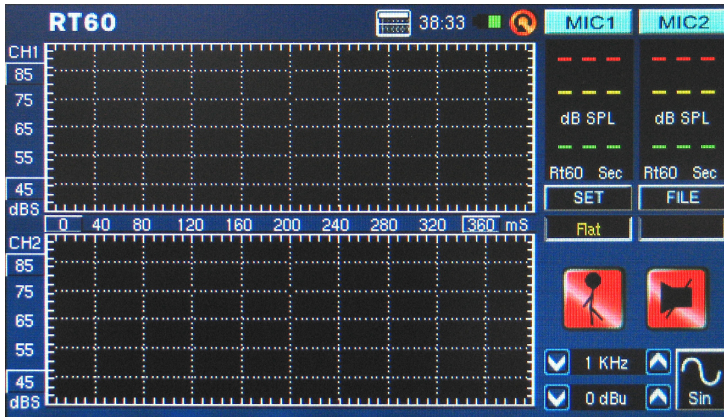 RT60
38:33
MIC1 MIC2
CH1
85
75
65
55
45
dBS
dB SPL dB SPL
Rt60 Sec Rt60 Sec
SET FILE
0 40 80 120 160 200 240 280 320 360 mS
Flat
CH2
85
75
65
55
45
dBS
1 KHz
0 dBu
Sin